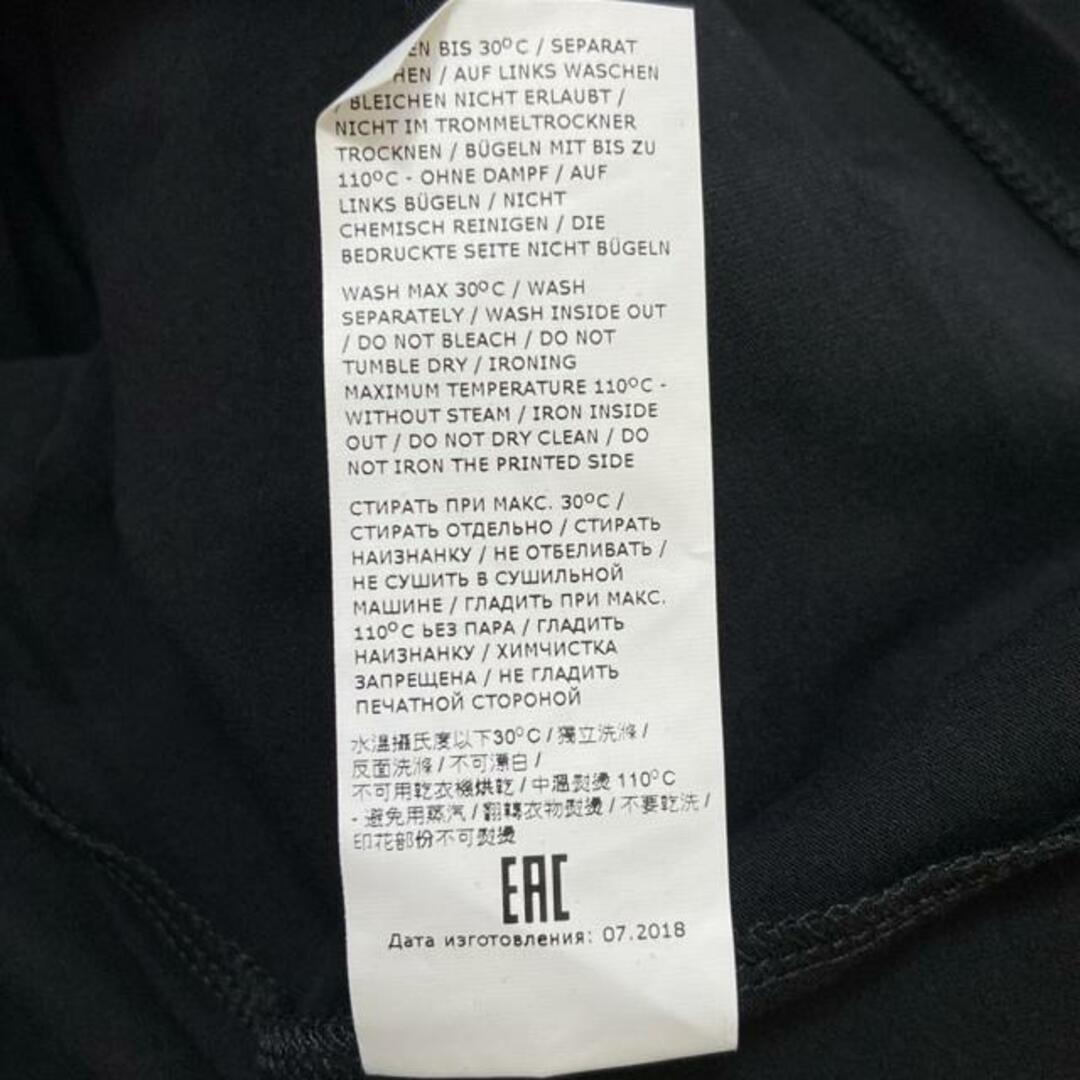 BIS 30°C / SEPARAT
/ AUF LINKS WASCHEN
/ BLEICHEN NICHT ERLAUBT /
NICHT IM TROMMELTROCKNER
TROCKNEN / BÜGELN MIT BIS ZU
110°C - OHNE DAMPF / AUF
LINKS BÜGELN / NICHT
CHEMISCH REINIGEN / DIE
BEDRUCKTE SEITE NICHT BÜGELN
WASH MAX 30°C / WASH
SEPARATELY / WASH INSIDE OUT
/ DO NOT BLEACH / DO NOT
TUMBLE DRY / IRONING
MAXIMUM TEMPERATURE 110°C -
WITHOUT STEAM / IRON INSIDE
OUT / DO NOT DRY CLEAN / DO
NOT IRON THE PRINTED SIDE
СТИРАТЬ ПРИ МАКС. 30°C /
СТИРАТЬ ОТДЕЛЬНО / СТИРАТЬ
НАИЗНАНКУ / НЕ ОТБЕЛИВАТЬ /
НЕ СУШИТЬ В СУШИЛЬНОЙ
МАШИНЕ / ГЛАДИТЬ ПРИ МАКС.
110°C ЬЕЗ ПАРА / ГЛАДИТЬ
НАИЗНАНКУ / ХИМЧИСТКА
ЗАПРЕЩЕНА / НЕ ГЛАДИТЬ
ПЕЧАТНОЙ СТОРОНОЙ
水溫攝氏度以下30°C / 獨立洗滌 /
反面洗滌 / 不可漂白 /
不可用乾衣機烘乾 / 中溫熨燙 110°C
- 避免用蒸汽 / 翻轉衣物熨燙 / 不要乾洗 /
印花部份不可熨燙
EAC
Дата изготовления: 07.2018